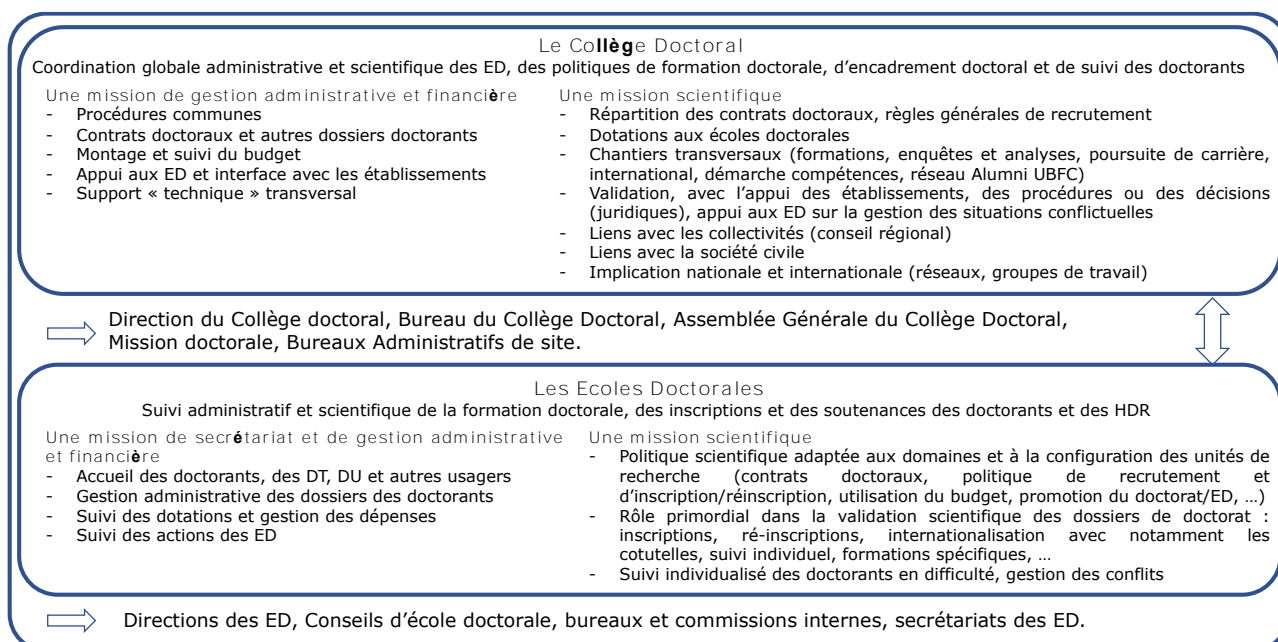 Le Collège Doctoral
Coordination globale administrative et scientifique des ED, des politiques de formation doctorale, d'encadrement doctoral et de suivi des doctorants
Une mission de gestion administrative et financière
- Procédures communes
- Contrats doctoraux et autres dossiers doctorants
- Montage et suivi du budget
- Appui aux ED et interface avec les établissements
- Support « technique » transversal
Une mission scientifique
- Répartition des contrats doctoraux, règles générales de recrutement
- Dotations aux écoles doctorales
- Chantiers transversaux (formations, enquêtes et analyses, poursuite de carrière,
international, démarche compétences, réseau Alumni UBFC)
- Validation, avec l'appui des établissements, des procédures ou des décisions
(juridiques), appui aux ED sur la gestion des situations conflictuelles
- Liens avec les collectivités (conseil régional)
- Liens avec la société civile
- Implication nationale et internationale (réseaux, groupes de travail)
Direction du Collège doctoral, Bureau du Collège Doctoral, Assemblée Générale du Collège Doctoral,
Mission doctorale, Bureaux Administratifs de site.
Les Ecoles Doctorales
Suivi administratif et scientifique de la formation doctorale, des inscriptions et des soutenances des doctorants et des HDR
Une mission de secrétariat et de gestion administrative
et financière
- Accueil des doctorants, des DT, DU et autres usagers
- Gestion administrative des dossiers des doctorants
- Suivi des dotations et gestion des dépenses
- Suivi des actions des ED
Une mission scientifique
- Politique scientifique adaptée aux domaines et à la configuration des unités de
recherche (contrats doctoraux, politique de recrutement et
d'inscription/réinscription, utilisation du budget, promotion du doctorat/ED, …)
- Rôle primordial dans la validation scientifique des dossiers de doctorat :
inscriptions, ré-inscriptions, internationalisation avec notamment les
cotutelles, suivi individuel, formations spécifiques, …
- Suivi individualisé des doctorants en difficulté, gestion des conflits
Directions des ED, Conseils d'école doctorale, bureaux et commissions internes, secrétariats des ED.